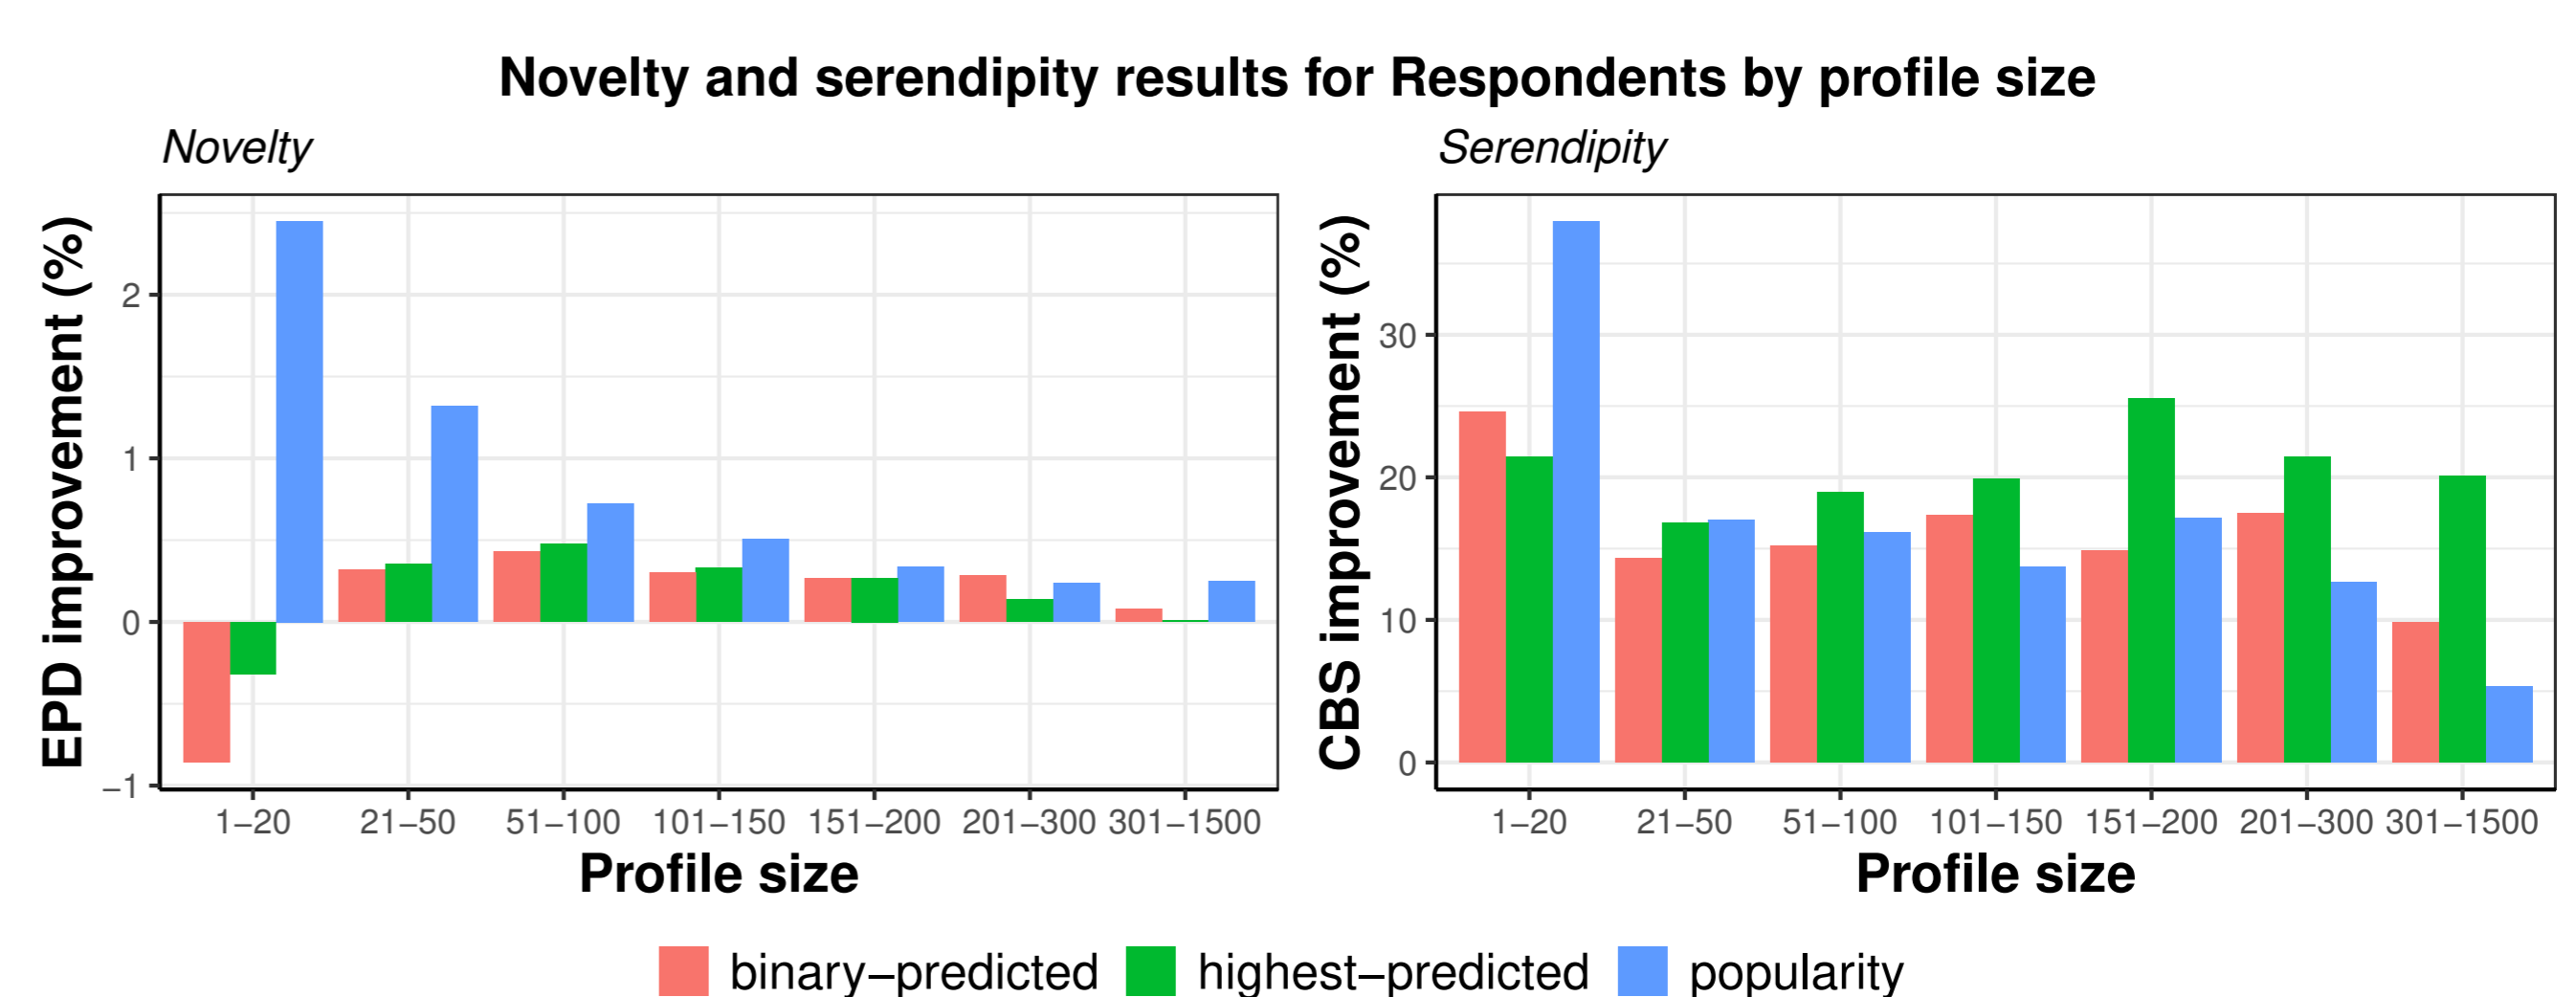 Novelty and serendipity results for Respondents by profile size
Novelty
EPD improvement (%)
2
1
0
−1
1−20 21−50 51−100 101−150 151−200 201−300 301−1500
Profile size
Serendipity
CBS improvement (%)
30
20
10
0
1−20 21−50 51−100 101−150 151−200 201−300 301−1500
Profile size
binary−predicted highest−predicted popularity